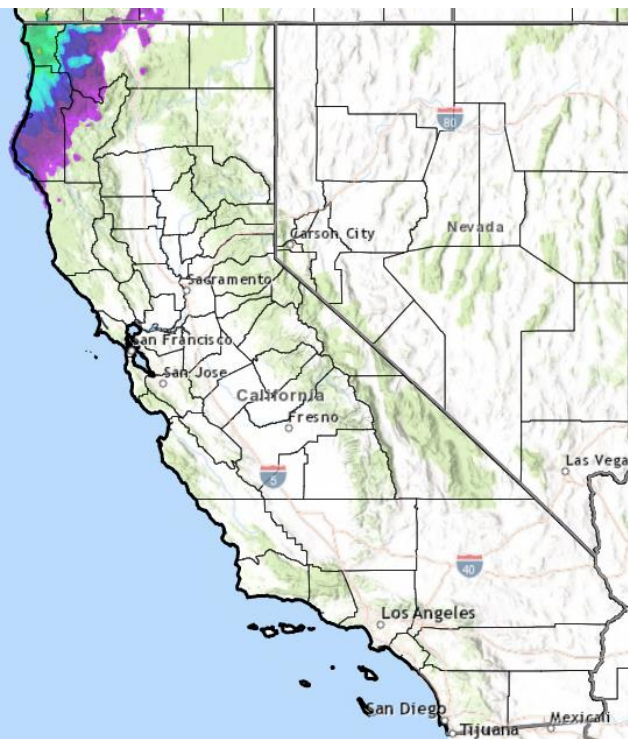 80
Carson City
Nevada
Sacramento
San Francisco
San Jose
California
Fresno
5
Las Vega
40
Los Angeles
San Diego
Tijuana
Mexicali